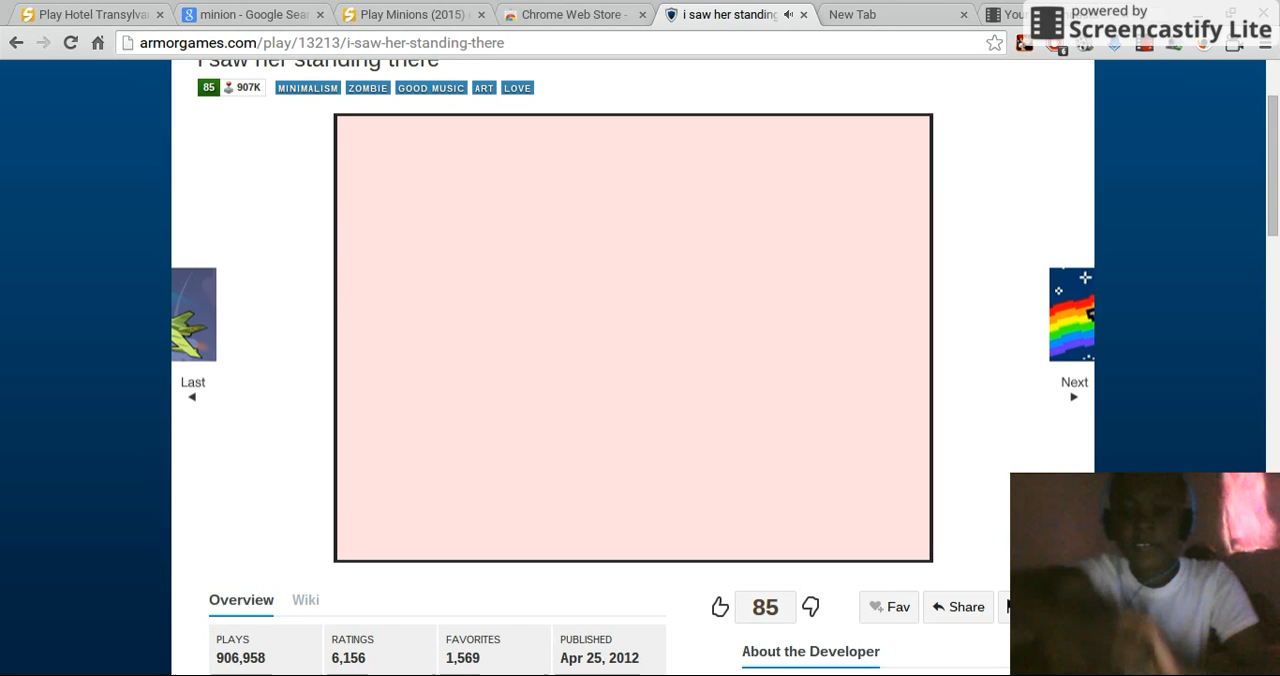 Play Hotel Transylva
minion - Google Sea
Play Minions (2015)
Chrome Web Store -
i saw her standing
New Tab
You
powered by
Screencastify Lite
armorgames.com/play/13213/i-saw-her-standing-there
i saw her standing there
85 907K MINIMALISM ZOMBIE GOOD MUSIC ART LOVE
Last
Next
Overview Wiki
85
Fav
Share
PLAYS RATINGS FAVORITES PUBLISHED
906,958 6,156 1,569 Apr 25, 2012
About the Developer